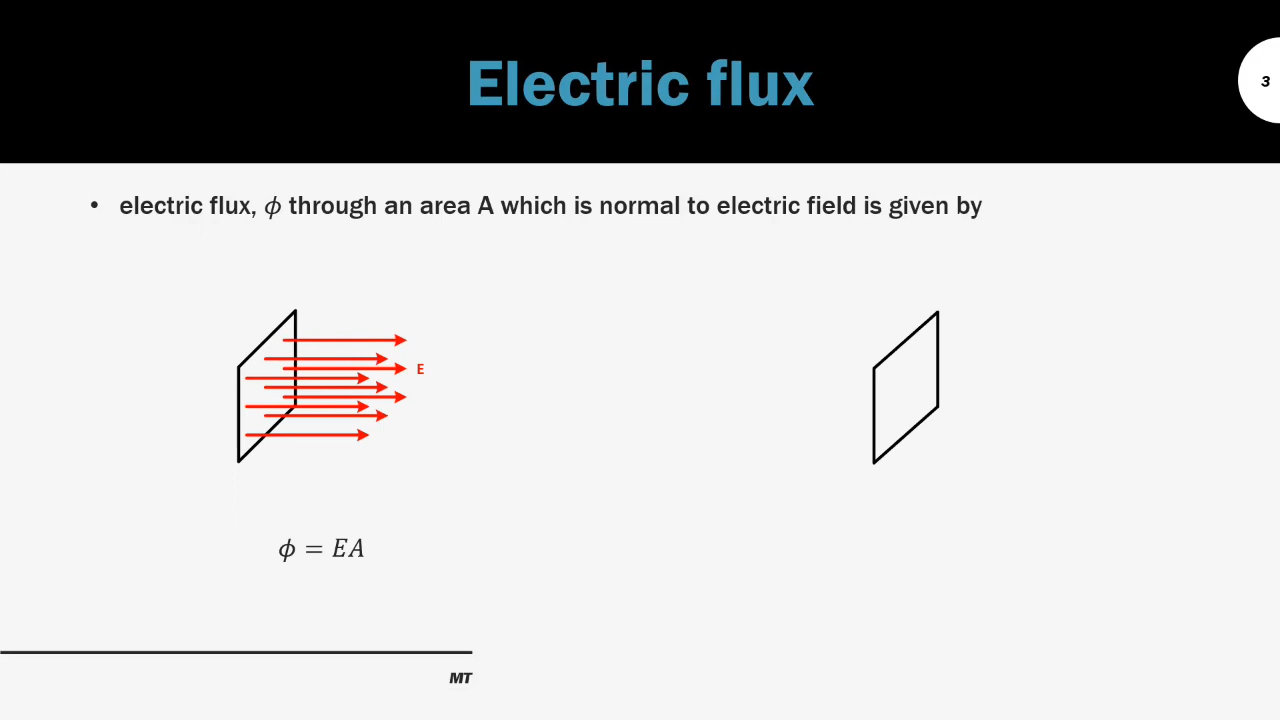 Electric flux
3
• electric flux, 𝜙 through an area A which is normal to electric field is given by
E
𝜙 = 𝐸𝐴
MT